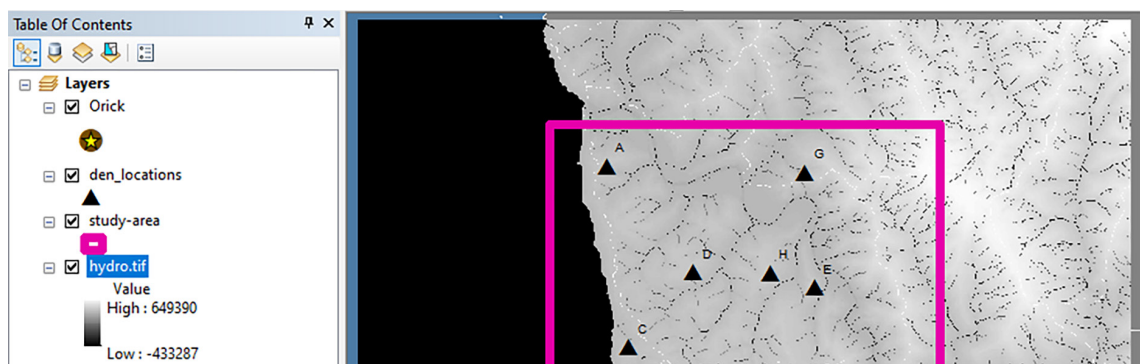 Table Of Contents
Layers
Orick
den_locations
study-area
hydro.tif
Value
High : 649390
Low : -433287
A
G
D
H
E
C